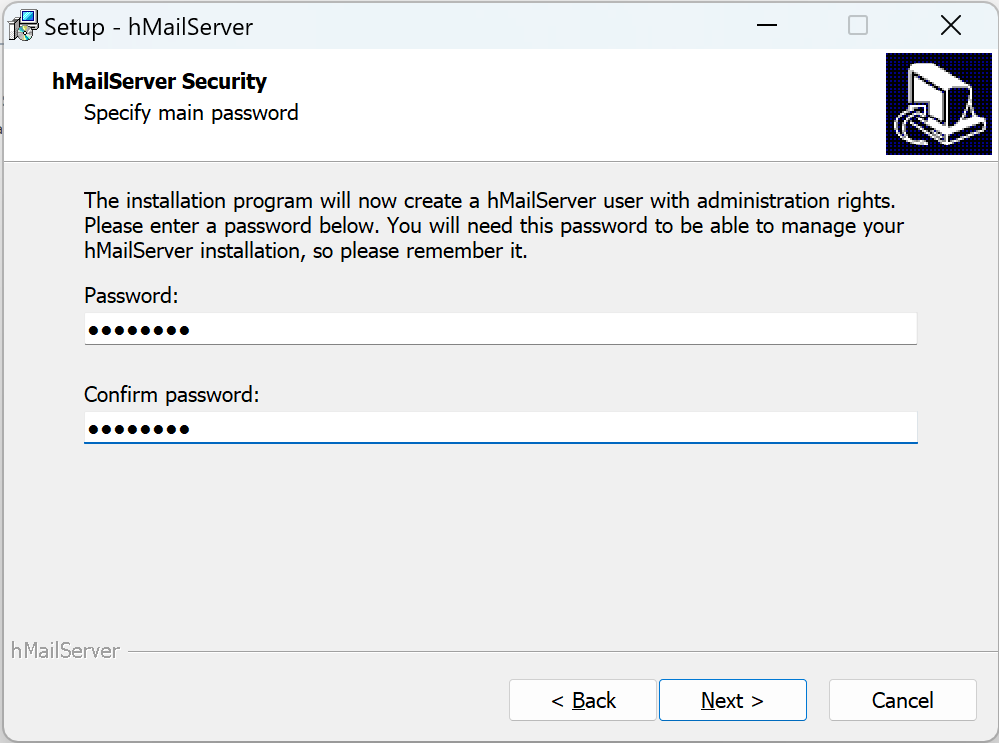 Setup - hMailServer
hMailServer Security
Specify main password
The installation program will now create a hMailServer user with administration rights.
Please enter a password below. You will need this password to be able to manage your
hMailServer installation, so please remember it.
Password:
●●●●●●●●
Confirm password:
●●●●●●●●
hMailServer
< Back
Next >
Cancel